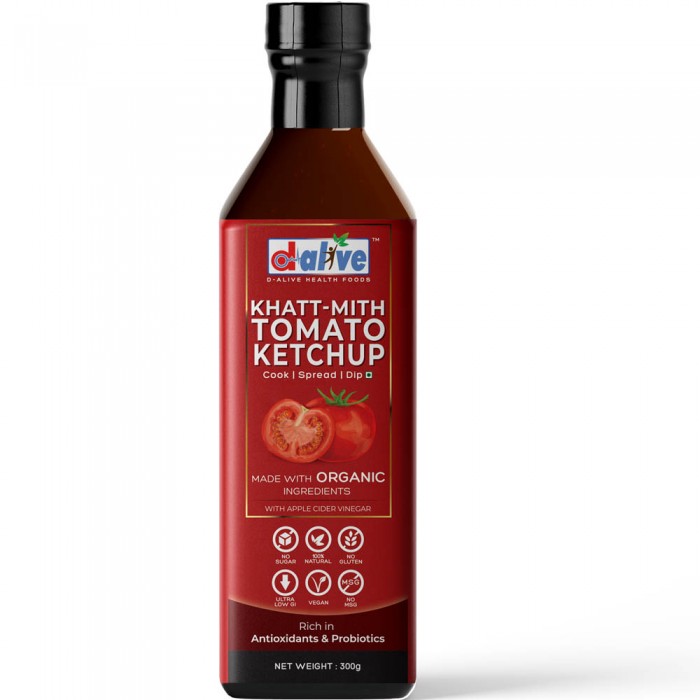 d-alive™
D-ALIVE HEALTH FOODS
KHATT-MITH
TOMATO
KETCHUP
Cook | Spread | Dip
MADE WITH ORGANIC
INGREDIENTS
WITH APPLE CIDER VINEGAR
NO SUGAR
100% NATURAL
NO GLUTEN
ULTRA LOW GI
VEGAN
MSG
NO MSG
Rich in
Antioxidants & Probiotics
NET WEIGHT : 300g